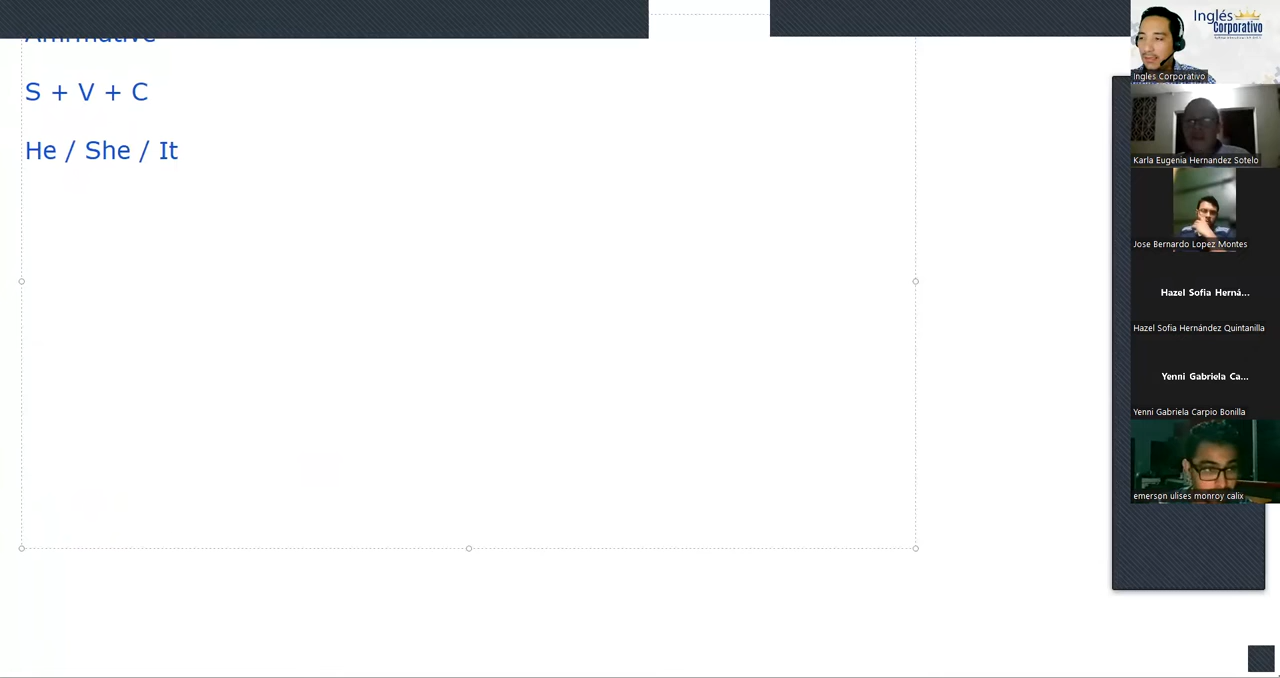 Affirmative
S + V + C
He / She / It
Inglés
Corporativo
Ingles Corporativo
Karla Eugenia Hernandez Sotelo
Jose Bernardo Lopez Montes
Hazel Sofia Herná...
Hazel Sofia Hernández Quintanilla
Yenni Gabriela Ca...
Yenni Gabriela Carpio Bonilla
emerson ulises monroy calix